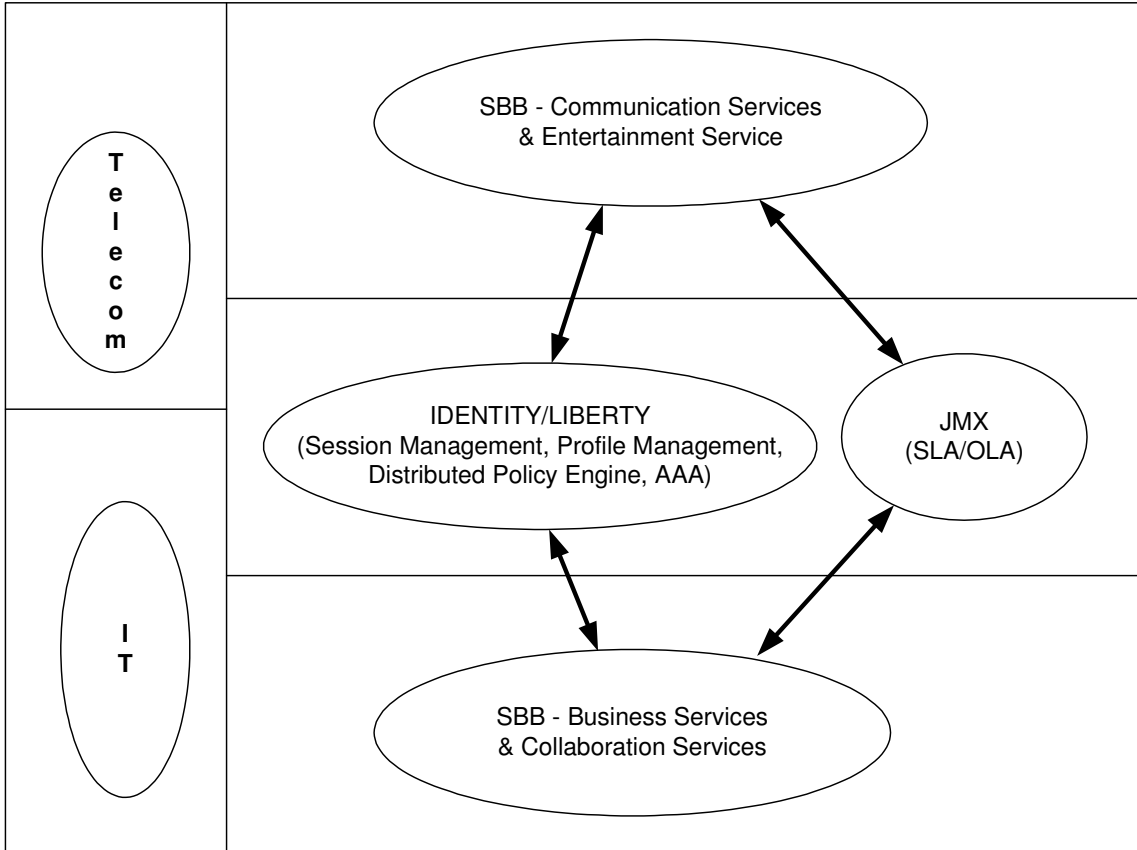 SBB - Communication Services
& Entertainment Service
T
e
l
e
c
o
m
IDENTITY/LIBERTY
(Session Management, Profile Management,
Distributed Policy Engine, AAA)
JMX
(SLA/OLA)
I
T
SBB - Business Services
& Collaboration Services